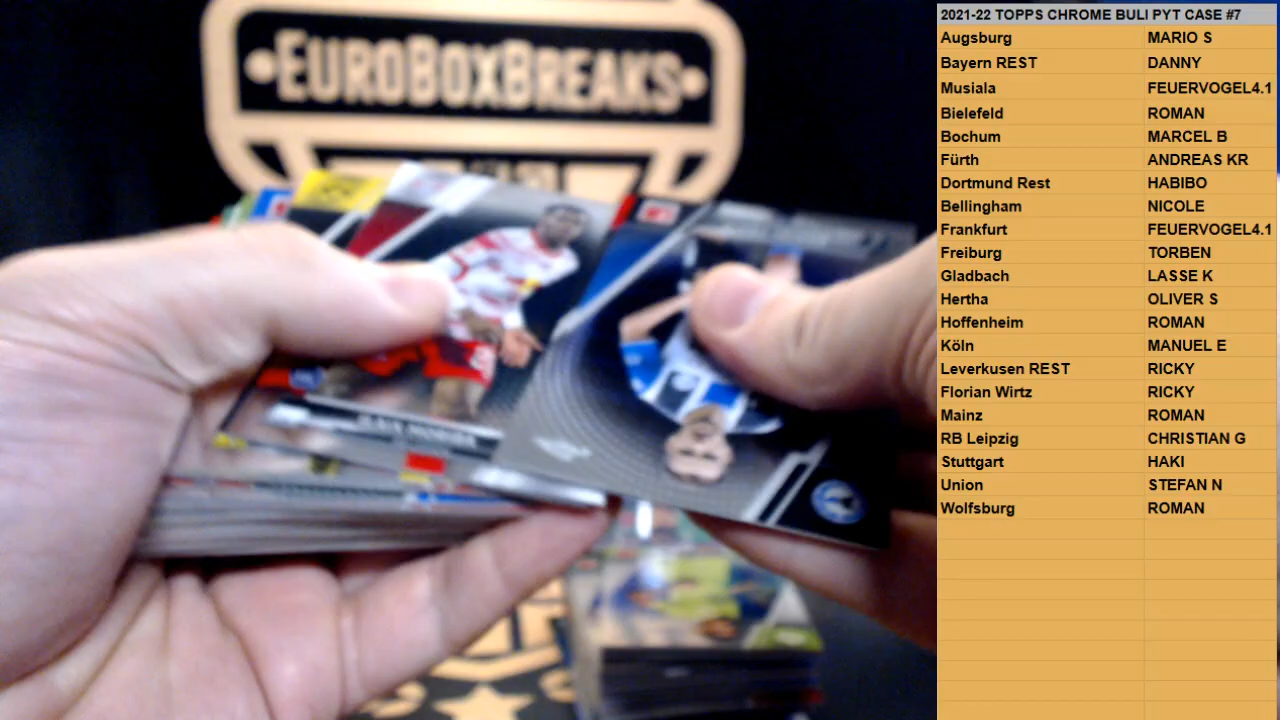 EUROBOXBREAKS
2021-22 TOPPS CHROME BULI PYT CASE #7
Augsburg MARIO S
Bayern REST DANNY
Musiala FEUERVOGEL4.1
Bielefeld ROMAN
Bochum MARCEL B
Fürth ANDREAS KR
Dortmund Rest HABIBO
Bellingham NICOLE
Frankfurt FEUERVOGEL4.1
Freiburg TORBEN
Gladbach LASSE K
Hertha OLIVER S
Hoffenheim ROMAN
Köln MANUEL E
Leverkusen REST RICKY
Florian Wirtz RICKY
Mainz ROMAN
RB Leipzig CHRISTIAN G
Stuttgart HAKI
Union STEFAN N
Wolfsburg ROMAN